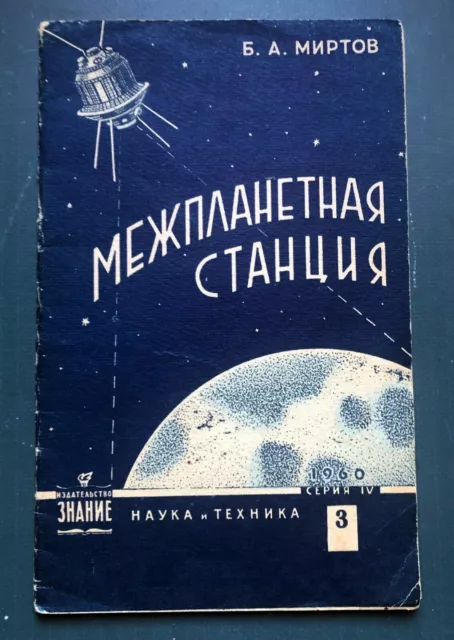 Б. А. МИРТОВ
МЕЖПЛАНЕТНАЯ
СТАНЦИЯ
1960
СЕРИЯ IV
ИЗДАТЕЛЬСТВО
ЗНАНИЕ
НАУКА и ТЕХНИКА
3